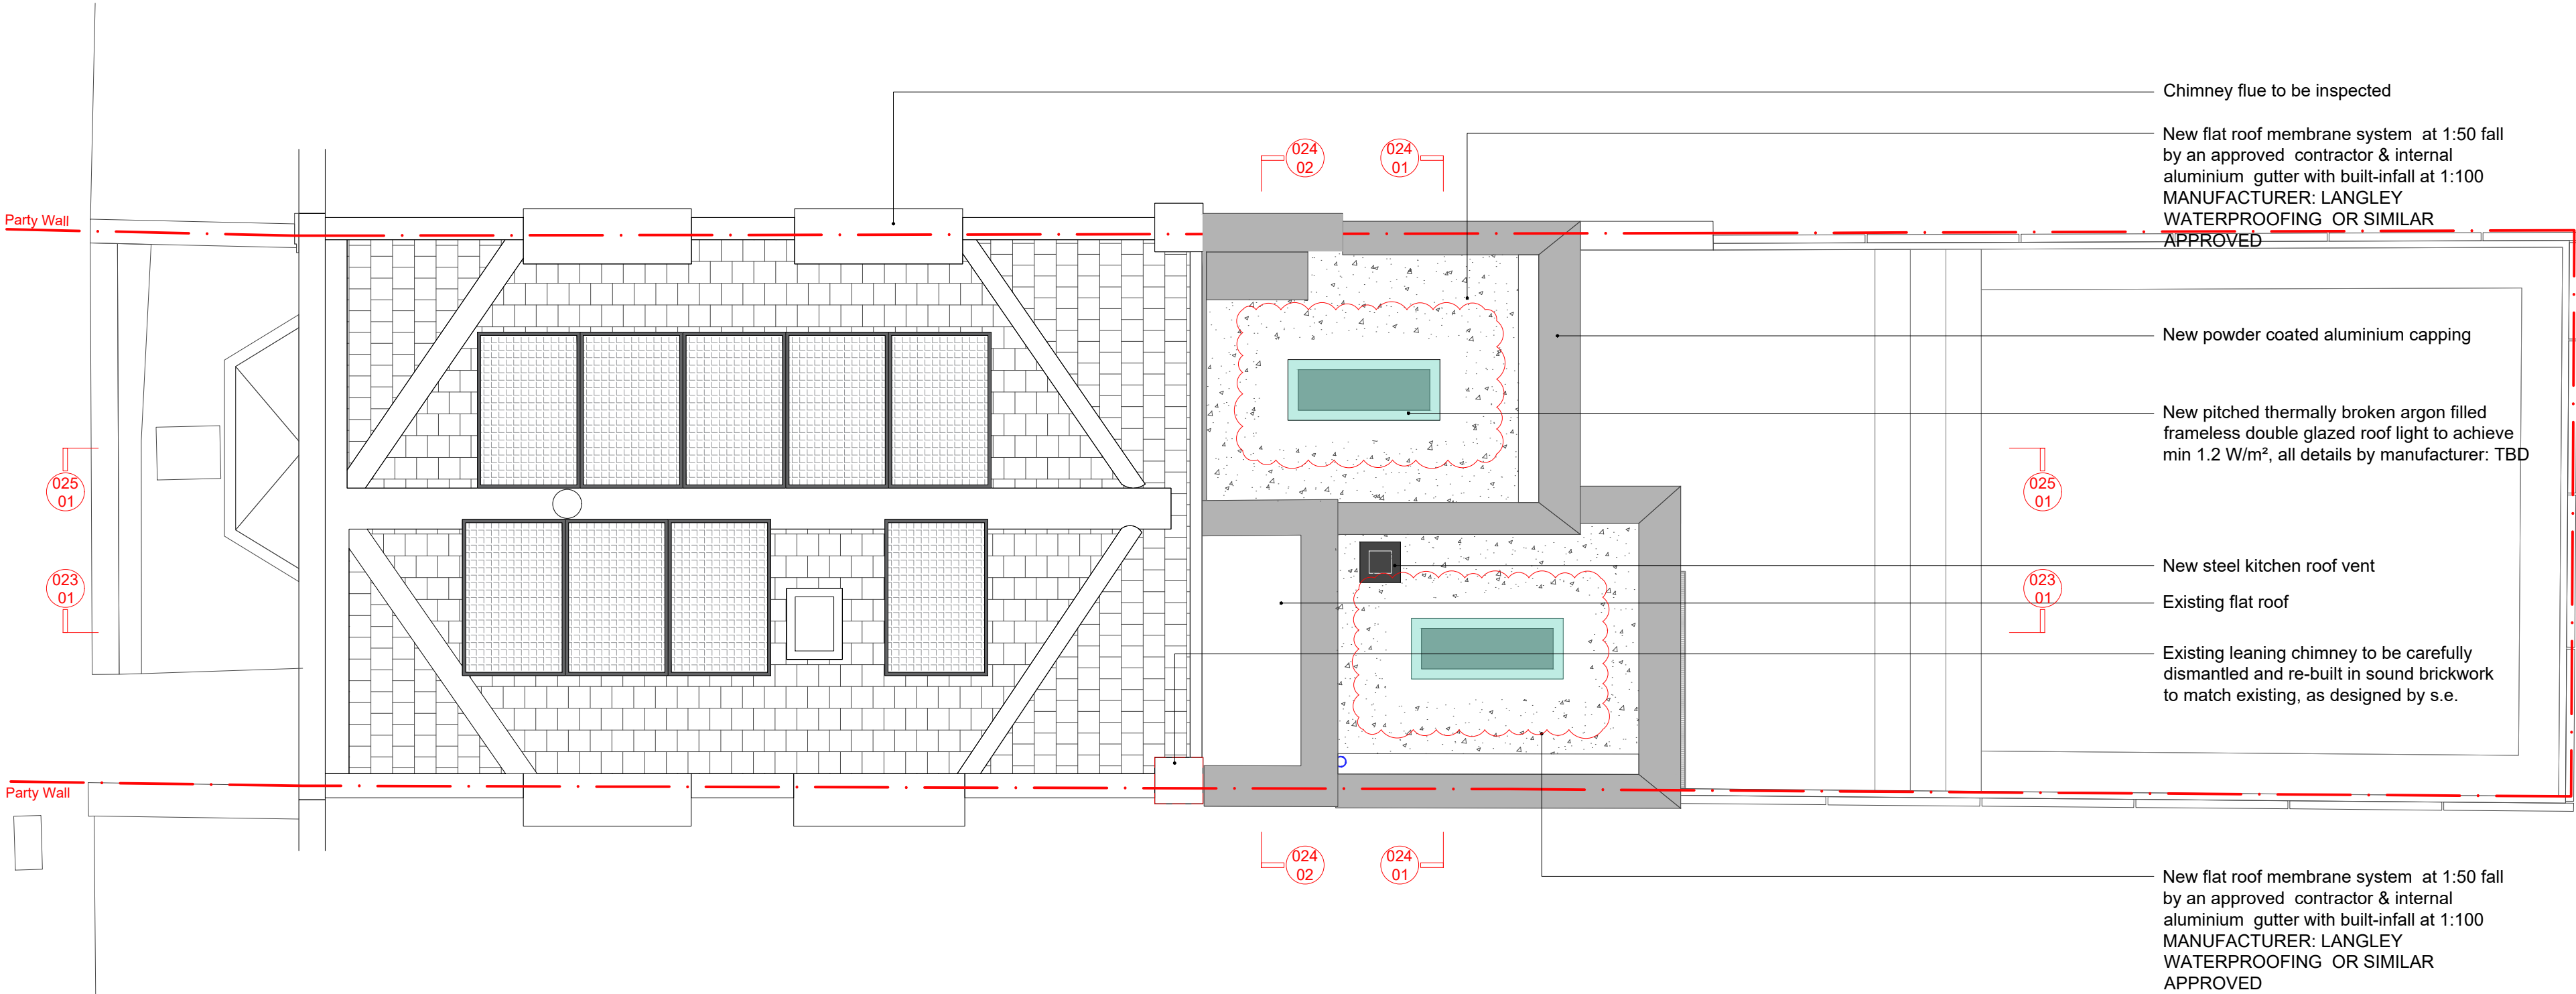 Chimney flue to be inspected
New flat roof membrane system at 1:50 fall
by an approved contractor & internal
aluminium gutter with built-infall at 1:100
MANUFACTURER: LANGLEY
WATERPROOFING OR SIMILAR
APPROVED
024
02
024
01
Party Wall
New powder coated aluminium capping
New pitched thermally broken argon filled
frameless double glazed roof light to achieve
min 1.2 W/m², all details by manufacturer: TBD
025
01
025
01
New steel kitchen roof vent
023
01
023
01
Existing flat roof
Existing leaning chimney to be carefully
dismantled and re-built in sound brickwork
to match existing, as designed by s.e.
Party Wall
024
02
024
01
New flat roof membrane system at 1:50 fall
by an approved contractor & internal
aluminium gutter with built-infall at 1:100
MANUFACTURER: LANGLEY
WATERPROOFING OR SIMILAR
APPROVED